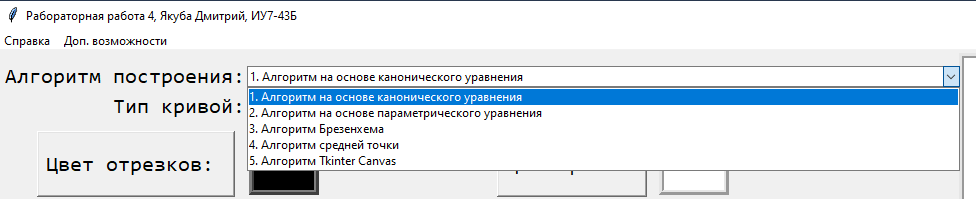 Рабораторная работа 4, Якуба Дмитрий, ИУ7-43Б
Справка Доп. возможности
Алгоритм построения: 1. Алгоритм на основе канонического уравнения
1. Алгоритм на основе канонического уравнения
Тип кривой:
2. Алгоритм на основе параметрического уравнения
3. Алгоритм Брезенхема
4. Алгоритм средней точки
5. Алгоритм Tkinter Canvas
Цвет отрезков: